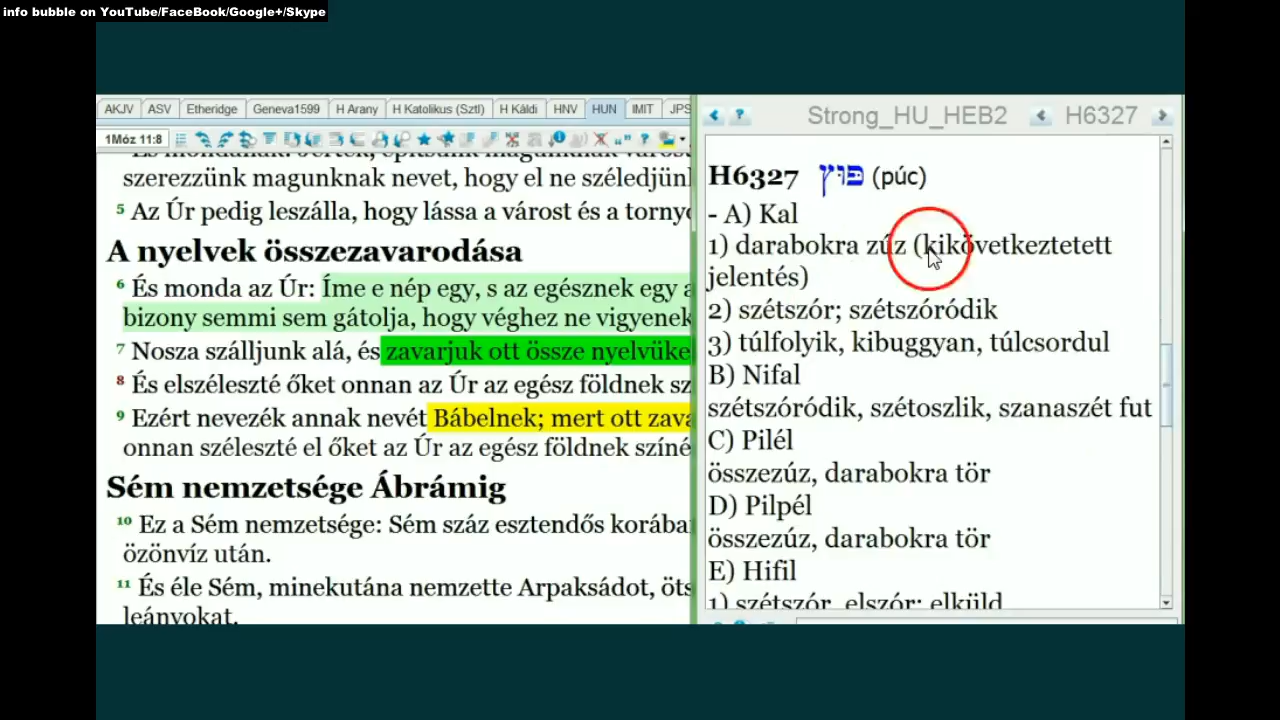 info bubble on YouTube/FaceBook/Google+/Skype
AKJV ASV Etheridge Geneva1599 H Arany H Katolikus (Sztl) H Káldi HNV HUN IMIT JPS
1Móz 11:8
szerezzünk magunknak nevet, hogy el ne széledjün
5 Az Úr pedig leszálla, hogy lássa a várost és a tornyo
A nyelvek összezavarodása
6 És monda az Úr: Íme e nép egy, s az egésznek egy a
bizony semmi sem gátolja, hogy véghez ne vigyenek
7 Nosza szálljunk alá, és zavarjuk ott össze nyelvüke
8 És elszéleszté őket onnan az Úr az egész földnek sz
9 Ezért nevezék annak nevét Bábelnek; mert ott zava
onnan széleszté el őket az Úr az egész földnek színé
Sém nemzetsége Ábrámig
10 Ez a Sém nemzetsége: Sém száz esztendős korába
özönvíz után.
11 És éle Sém, minekutána nemzette Arpaksádot, öts
leányokat.
Strong_HU_HEB2 H6327
H6327 פּוּץ (púc)
- A) Kal
1) darabokra zúz (kikövetkeztetett
jelentés)
2) szétszór; szétszóródik
3) túlfolyik, kibuggyan, túlcsordul
B) Nifal
szétszóródik, szétoszlik, szanaszét fut
C) Pilél
összezúz, darabokra tör
D) Pilpél
összezúz, darabokra tör
E) Hifil
1) szétszór, elszór; elküld